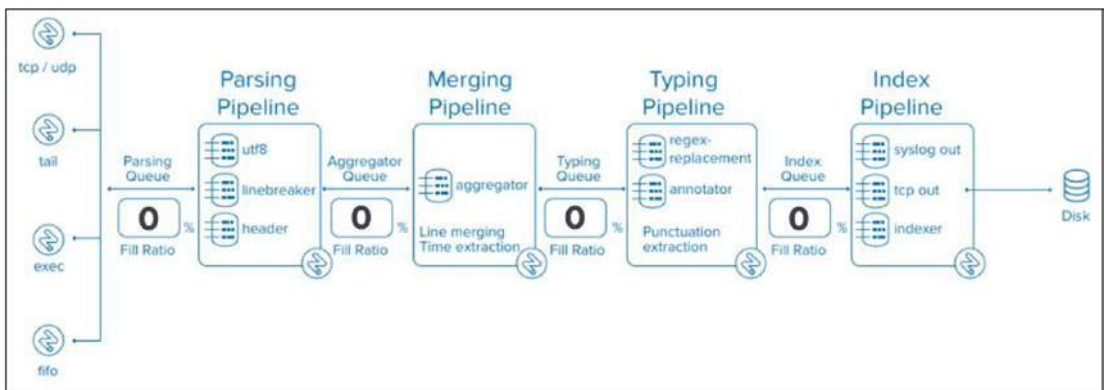 tcp / udp
tail
exec
fifo
Parsing
Queue
0 %
Fill Ratio
Parsing
Pipeline
utf8
linebreaker
header
Aggregator
Queue
0 %
Fill Ratio
Merging
Pipeline
aggregator
Line merging
Time extraction
Typing
Queue
0 %
Fill Ratio
Typing
Pipeline
regex-
replacement
annotator
Punctuation
extraction
Index
Queue
0 %
Fill Ratio
Index
Pipeline
syslog out
tcp out
indexer
Disk